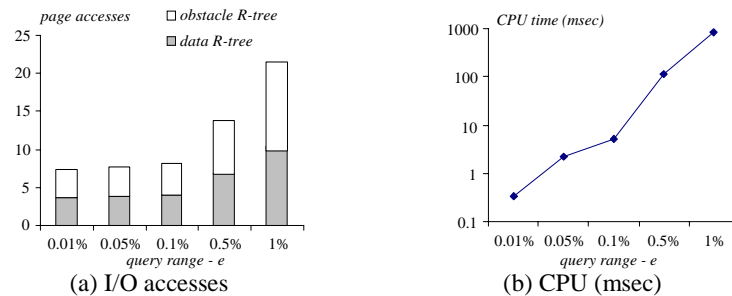 page accesses
obstacle R-tree
data R-tree
25
20
15
10
5
0
0.01% 0.05% 0.1% 0.5% 1%
query range - e
(a) I/O accesses
CPU time (msec)
1000
100
10
1
0.1
0.01% 0.05% 0.1% 0.5% 1%
query range - e
(b) CPU (msec)